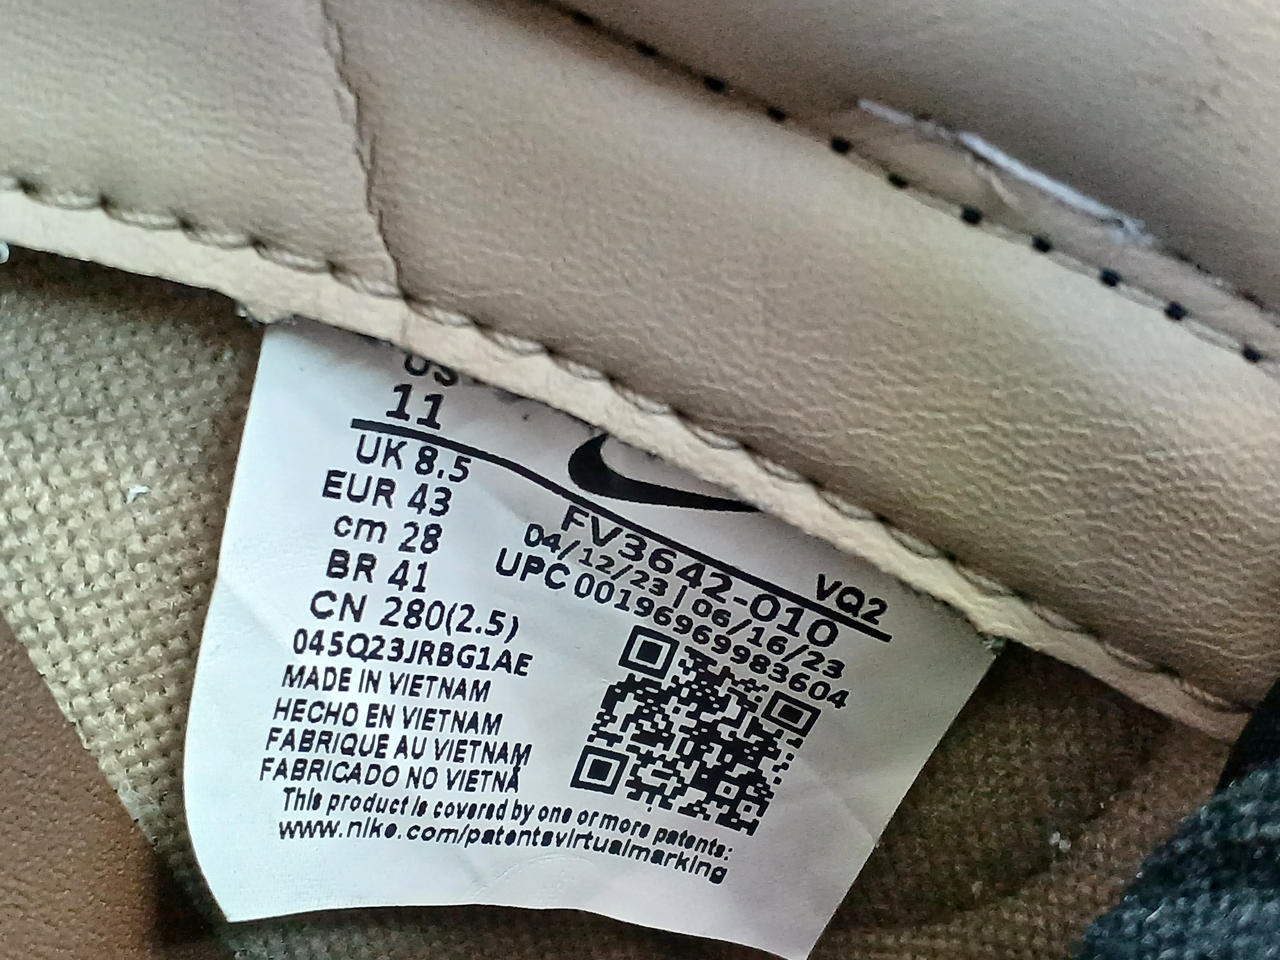 US
11
UK 8.5
EUR 43
cm 28
BR 41
CN 280(2.5)
045Q23JRBG1AE
MADE IN VIETNAM
HECHO EN VIETNAM
FABRIQUE AU VIETNAM
FABRICADO NO VIETNÃ
VQ2
FV3642-010
04/12/23 | 06/16/23
UPC 00196969983604
This product is covered by one or more patents:
www.nike.com/patentsvirtualmarking